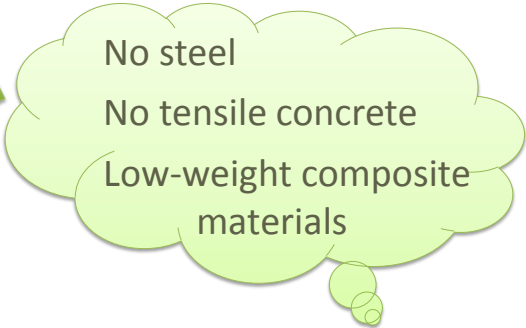 No steel
No tensile concrete
Low-weight composite
materials